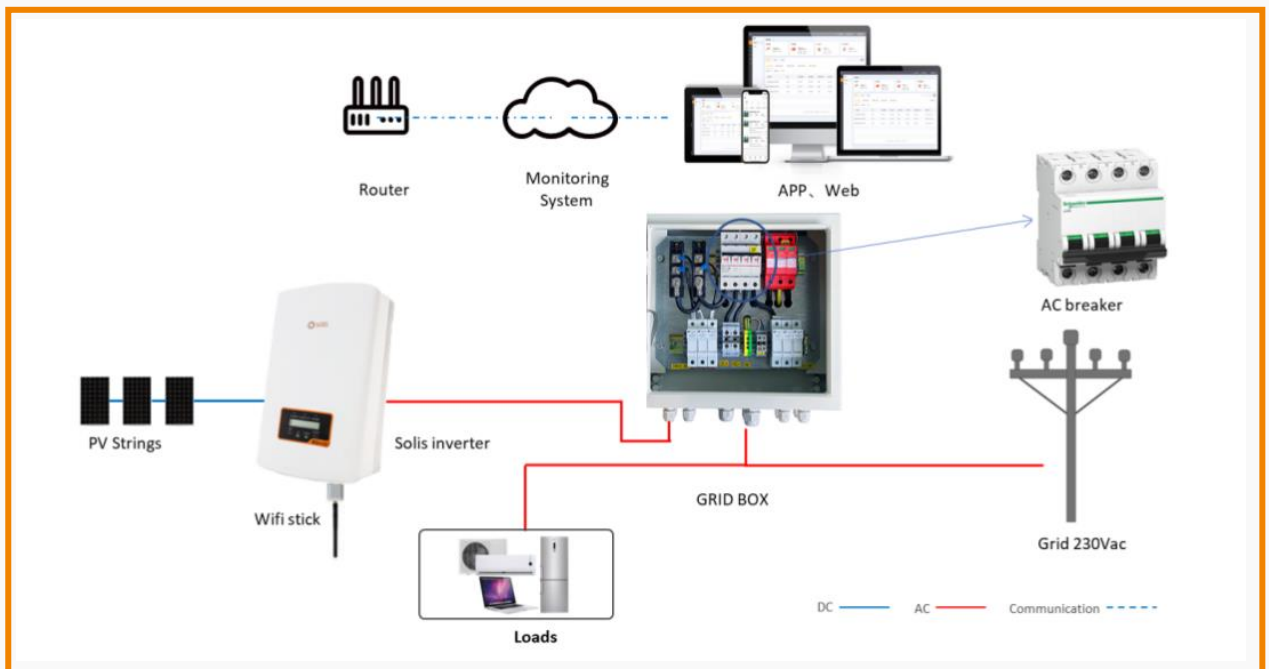 Router
Monitoring
System
APP、Web
AC breaker
PV Strings
Solis inverter
Wifi stick
GRID BOX
Grid 230Vac
Loads
DC
AC
Communication